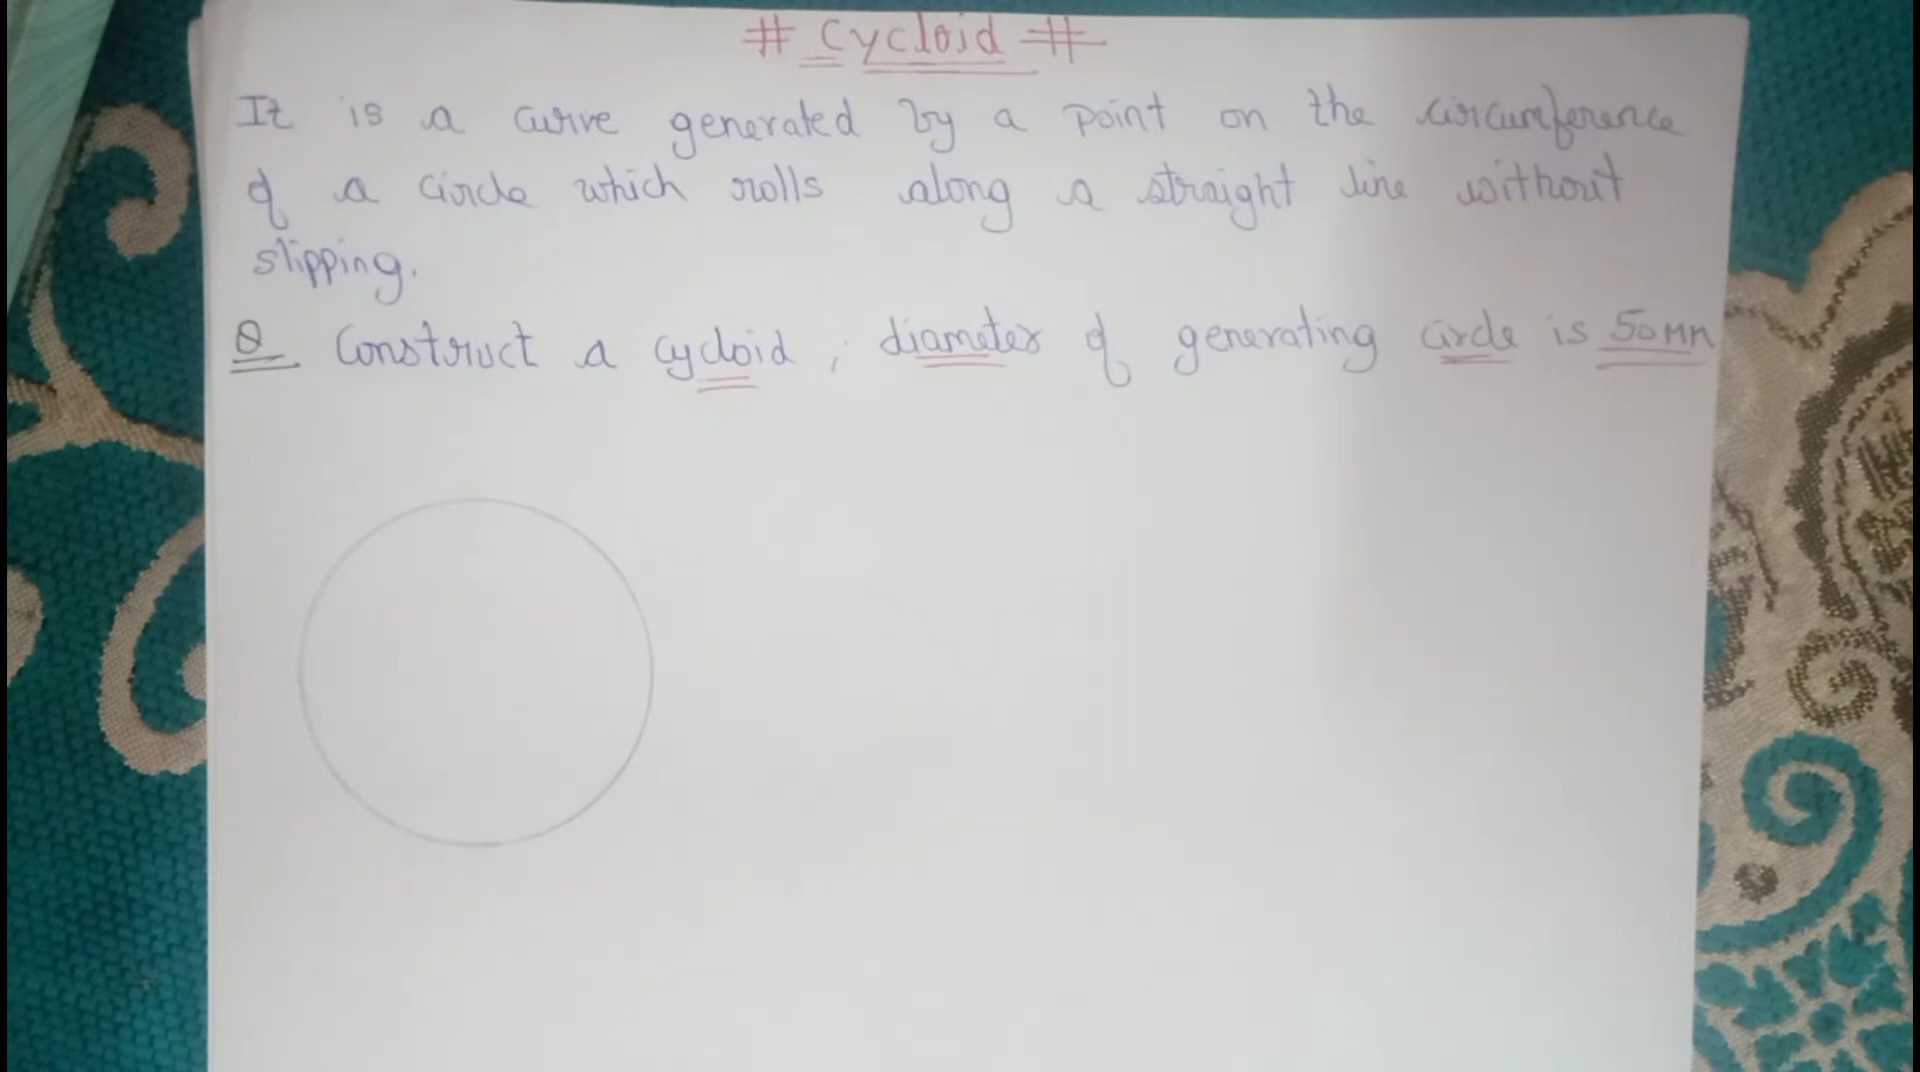 # Cycloid #
It is a curve generated by a point on the circumference
of a circle which rolls along a straight line without
slipping.
Q Construct a cycloid, diameter of generating circle is 50MM